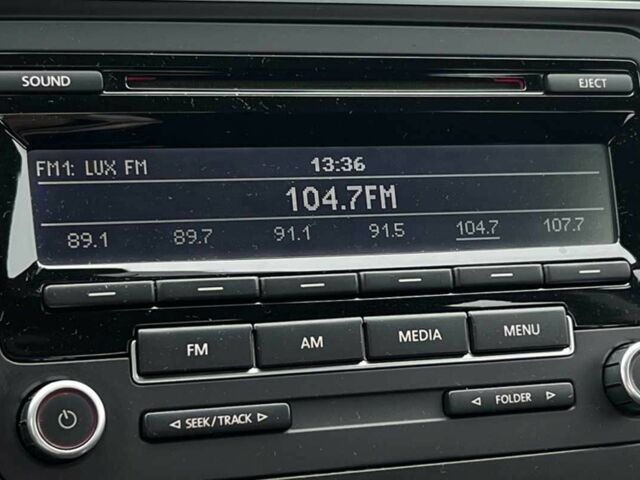 SOUND EJECT
FM1: LUX FM 13:36
104.7FM
89.1 89.7 91.1 91.5 104.7 107.7
FM AM MEDIA MENU
SEEK/TRACK FOLDER